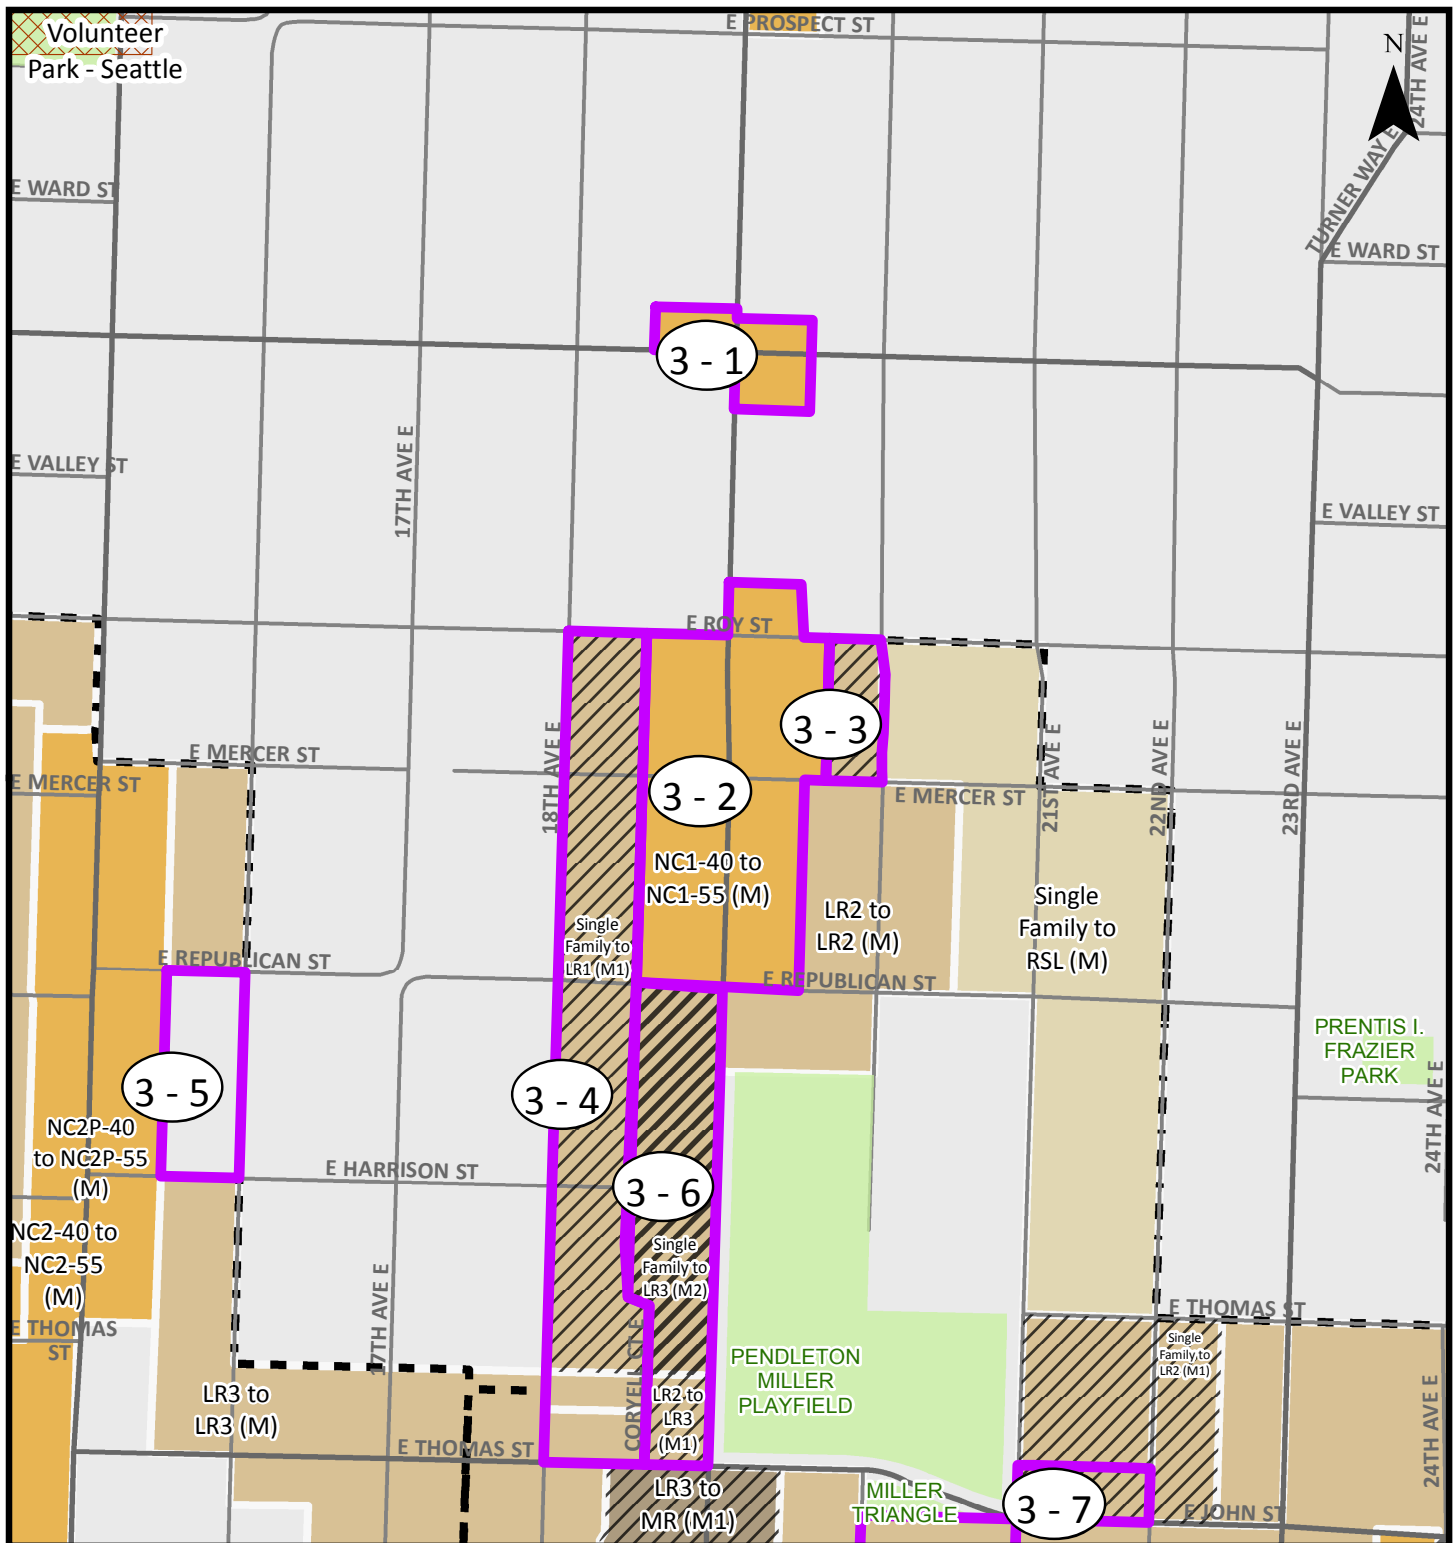 E PROSPECT ST
Volunteer
Park - Seattle
N
24TH AVE E
TURNER WAY E
E WARD ST
E WARD ST
3 - 1
17TH AVE E
E VALLEY ST
E VALLEY ST
E ROY ST
3 - 3
E MERCER ST
E MERCER ST
18TH AVE E
3 - 2
E MERCER ST
21ST AVE E
22ND AVE E
23RD AVE E
NC1-40 to
NC1-55 (M)
LR2 to
LR2 (M)
Single
Family to
RSL (M)
Single
Family to
LR1 (M1)
E REPUBLICAN ST
E REPUBLICAN ST
PRENTIS I.
FRAZIER
PARK
24TH AVE E
3 - 5
3 - 4
NC2P-40
to NC2P-55
(M)
E HARRISON ST
3 - 6
NC2-40 to
NC2-55
(M)
Single
Family to
LR3 (M2)
E THOMAS
ST
17TH AVE E
E THOMAS ST
Single
Family to
LR2 (M1)
CORYELL CT E
PENDLETON
MILLER
PLAYFIELD
LR3 to
LR3 (M)
LR2 to
LR3
(M1)
24TH AVE E
E THOMAS ST
LR3 to
MR (M1)
MILLER
TRIANGLE
3 - 7
E JOHN ST